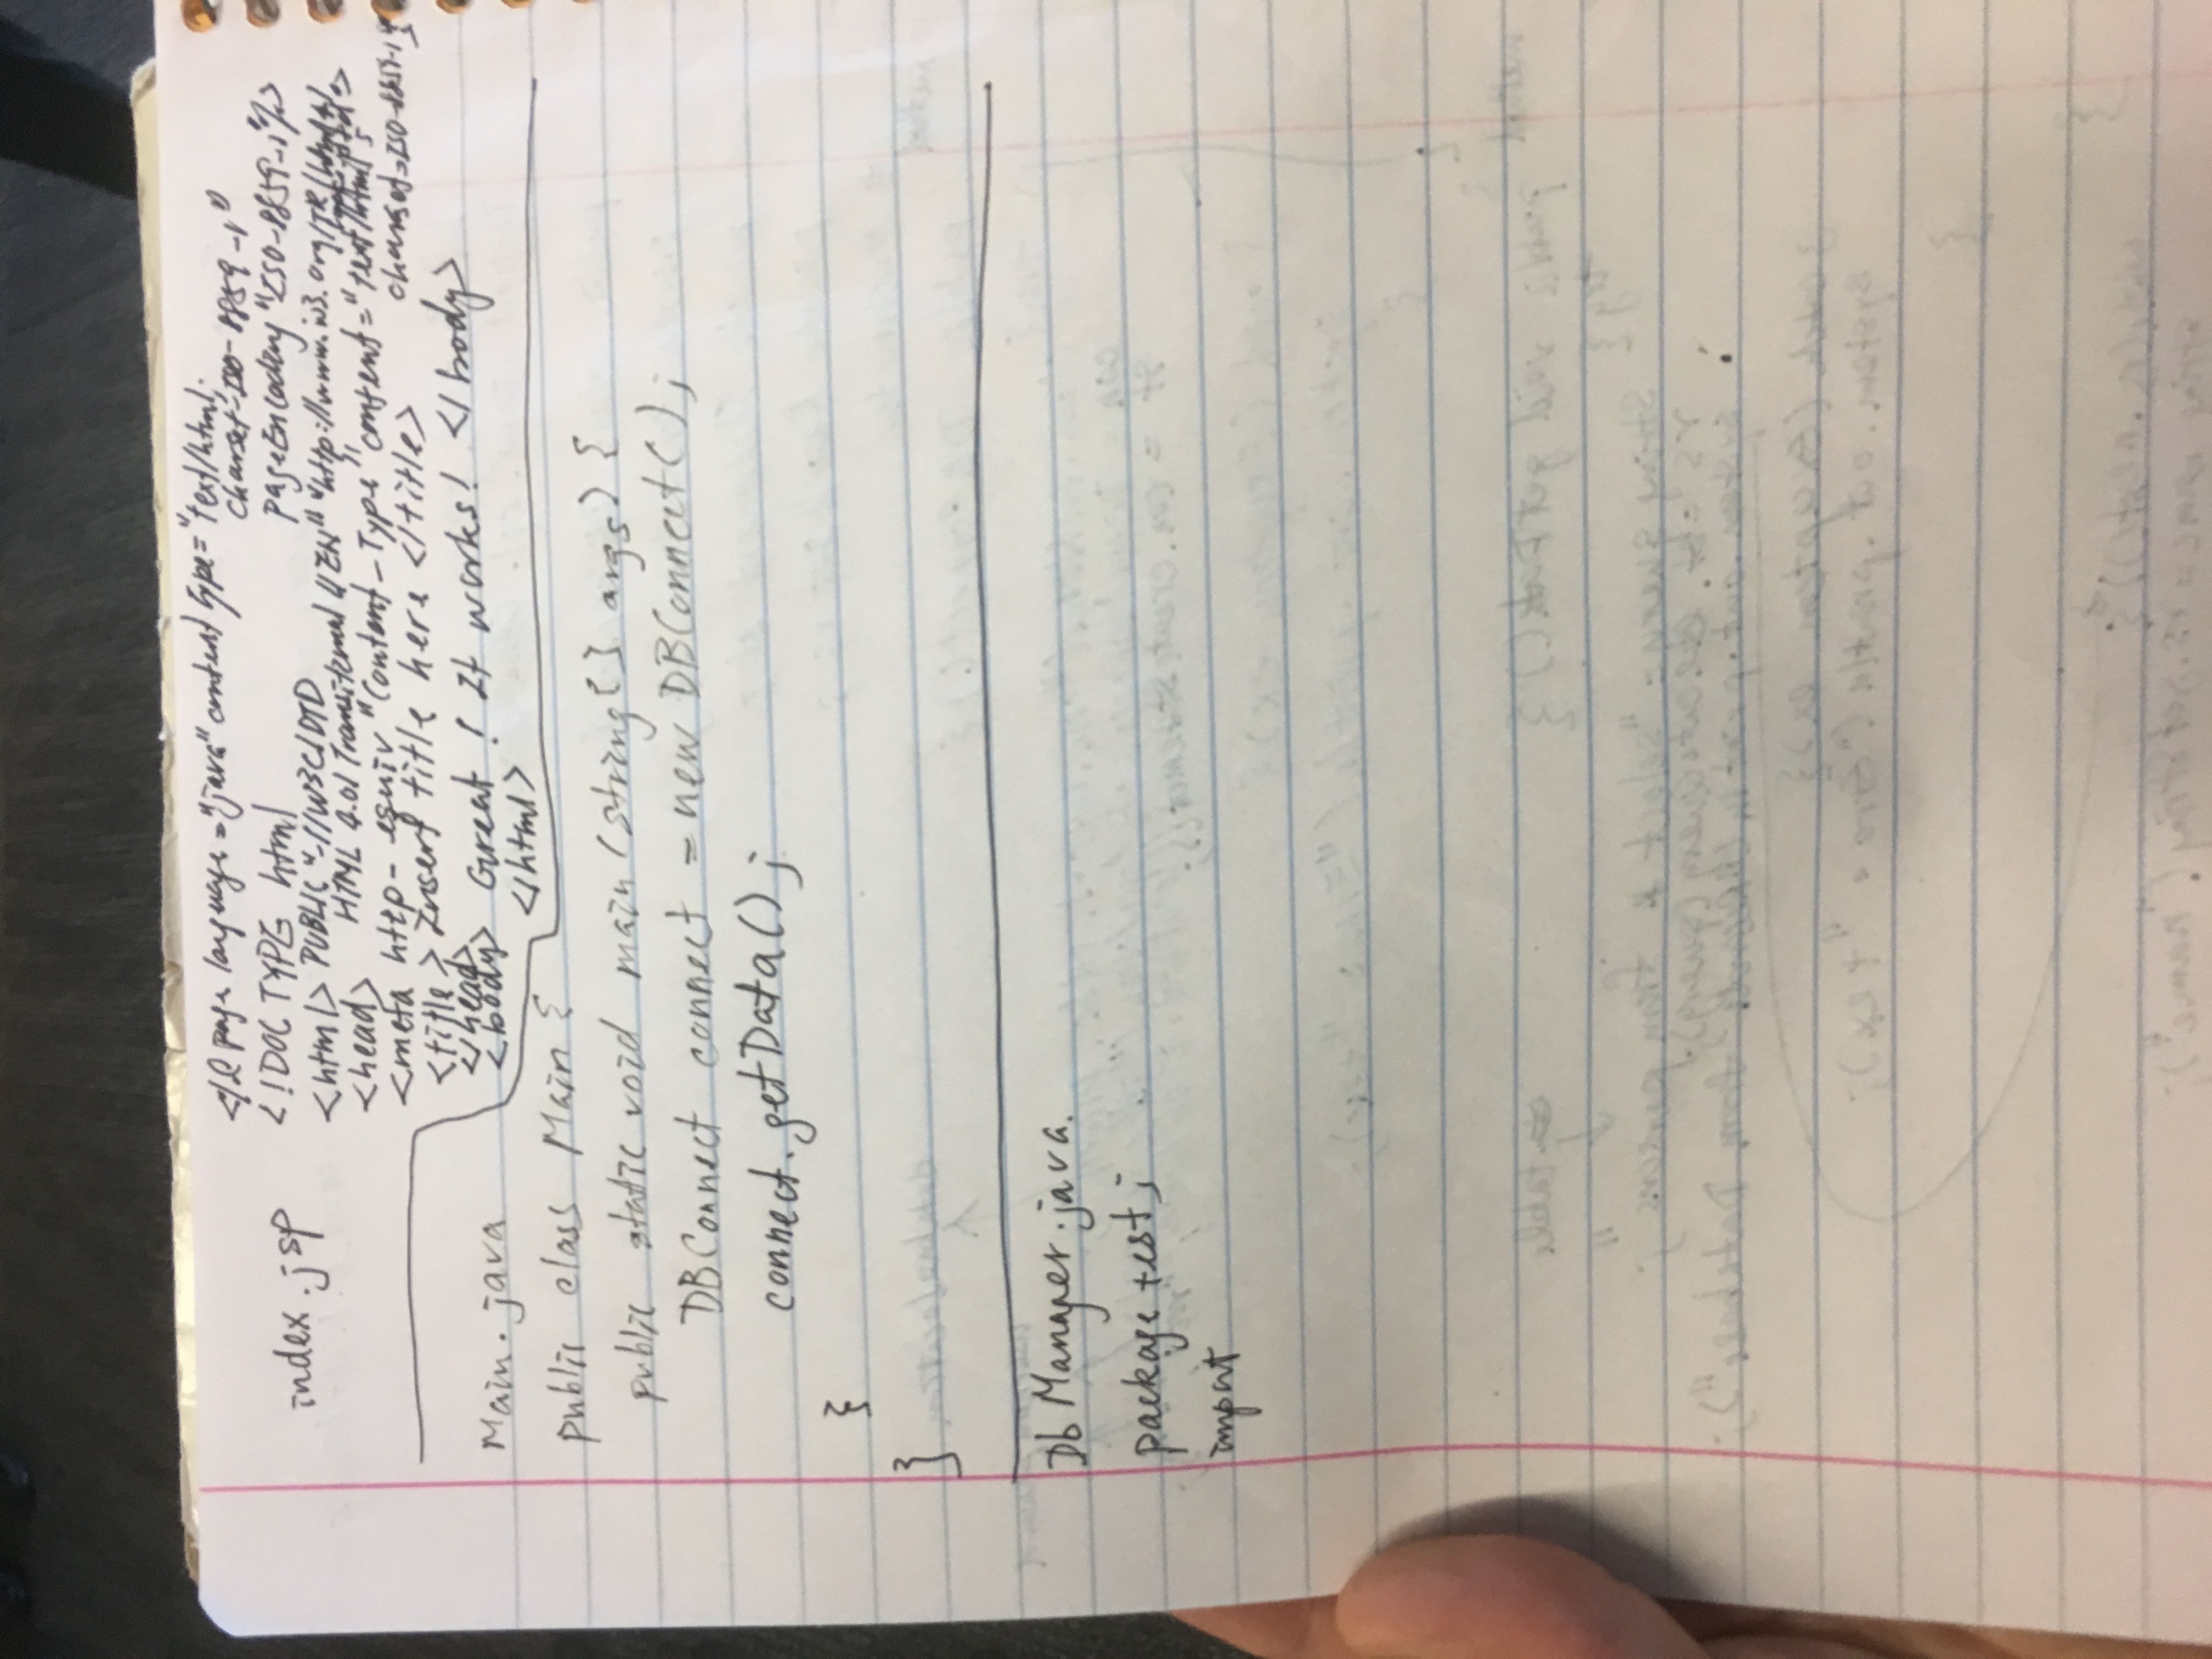 index.jsp
<%@ page language="java" contentType="text/html;
charset=ISO-8859-1"
pageEncoding "ISO-8859-1"%>
<!DOCTYPE html
PUBLIC "-//W3C/DTD
HTML 4.01 Transitional //EN" "http://www.w3.org/TR/html4/
<html>
<head>
<meta http-equiv "Content-Type" content="text/html;
charset=ISO-8859-1">
<title> Insert title here </title>
</head>
<body> Great! It works! </body>
</html>
Main.java
public class Main {
public static void main(string[] args) {
DBConnect connect = new DBConnect();
connect.getData();
}
}
Db Manager.java.
package test;
import